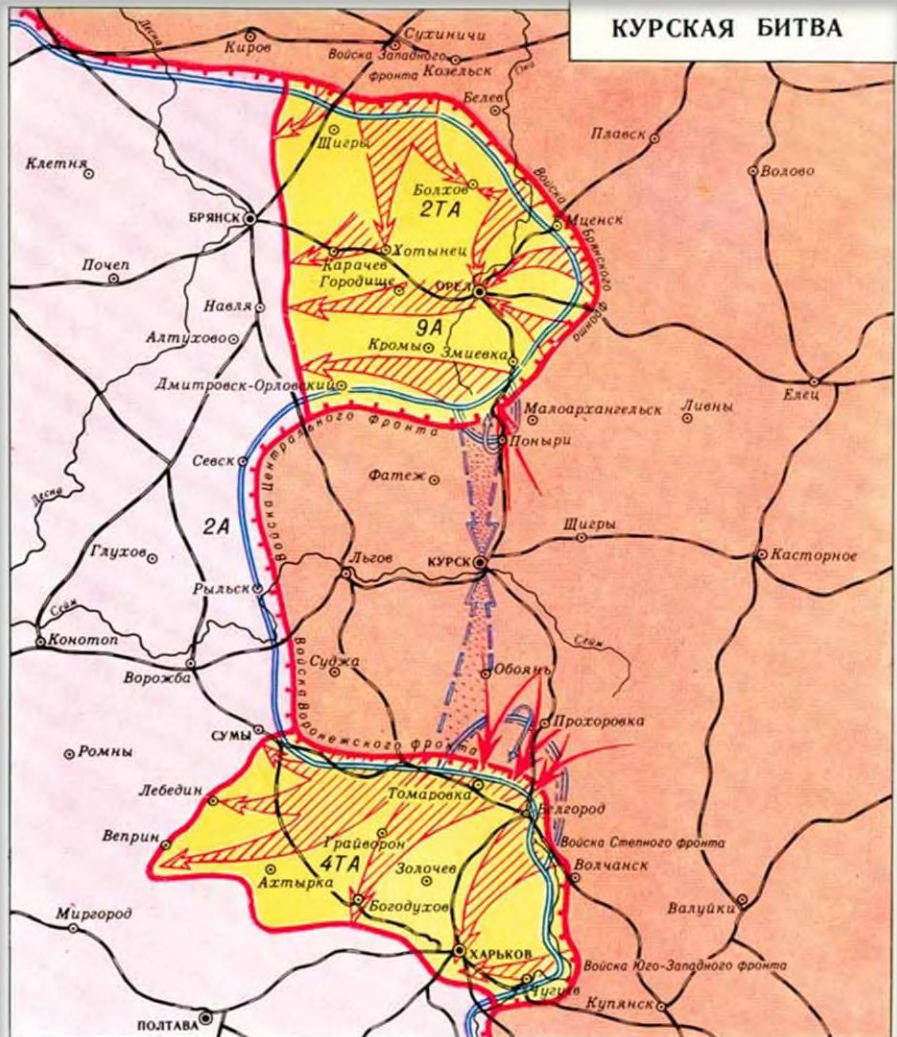 КУРСКАЯ БИТВА
Десна
Киров
Сухиничи
Войска Западного
фронта
Козельск
Ока
Белев
Плавск
Щигры
Клетня
Волово
Болхов
2ТА
Войска
Мценск
Брянского
фронта
БРЯНСК
Хотынец
Карачев
Почеп
Городище
ОРЕЛ
Навля
9А
Алтухово
Кромы
Змиевка
Дмитровск-Орловский
Елец
Малоархангельск
Ливны
Войска Центрального фронта
Поныри
Севск
Фатеж
Десна
2А
Щигры
Глухов
Льгов
КУРСК
Касторное
Рыльск
Сейм
Сейм
Конотоп
Ворожба
Суджа
Обоянь
Войска Воронежского фронта
Прохоровка
СУМЫ
Ромны
Лебедин
Томаровка
Белгород
Веприн
Грайворон
4ТА
Войска Степного фронта
Золочев
Волчанск
Ахтырка
Богодухов
Валуйки
Миргород
ХАРЬКОВ
Войска Юго-Западного фронта
Чугуев
Купянск
ПОЛТАВА